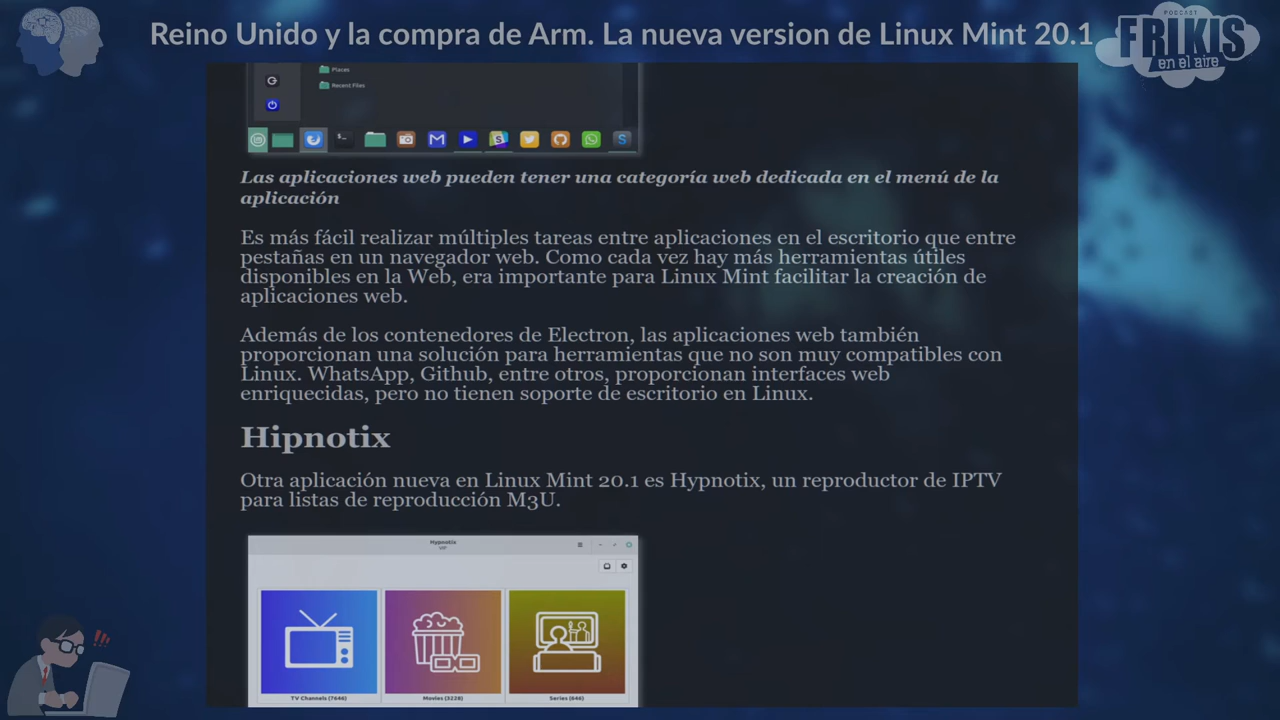 Reino Unido y la compra de Arm. La nueva version de Linux Mint 20.1
PODCAST
FRIKIS
en el aire
Places
Recent Files
Las aplicaciones web pueden tener una categoría web dedicada en el menú de la
aplicación
Es más fácil realizar múltiples tareas entre aplicaciones en el escritorio que entre
pestañas en un navegador web. Como cada vez hay más herramientas útiles
disponibles en la Web, era importante para Linux Mint facilitar la creación de
aplicaciones web.
Además de los contenedores de Electron, las aplicaciones web también
proporcionan una solución para herramientas que no son muy compatibles con
Linux. WhatsApp, Github, entre otros, proporcionan interfaces web
enriquecidas, pero no tienen soporte de escritorio en Linux.
Hipnotix
Otra aplicación nueva en Linux Mint 20.1 es Hypnotix, un reproductor de IPTV
para listas de reproducción M3U.
Hypnotix
VIP
TV Channels (7646)
Movies (3228)
Series (646)
!!!